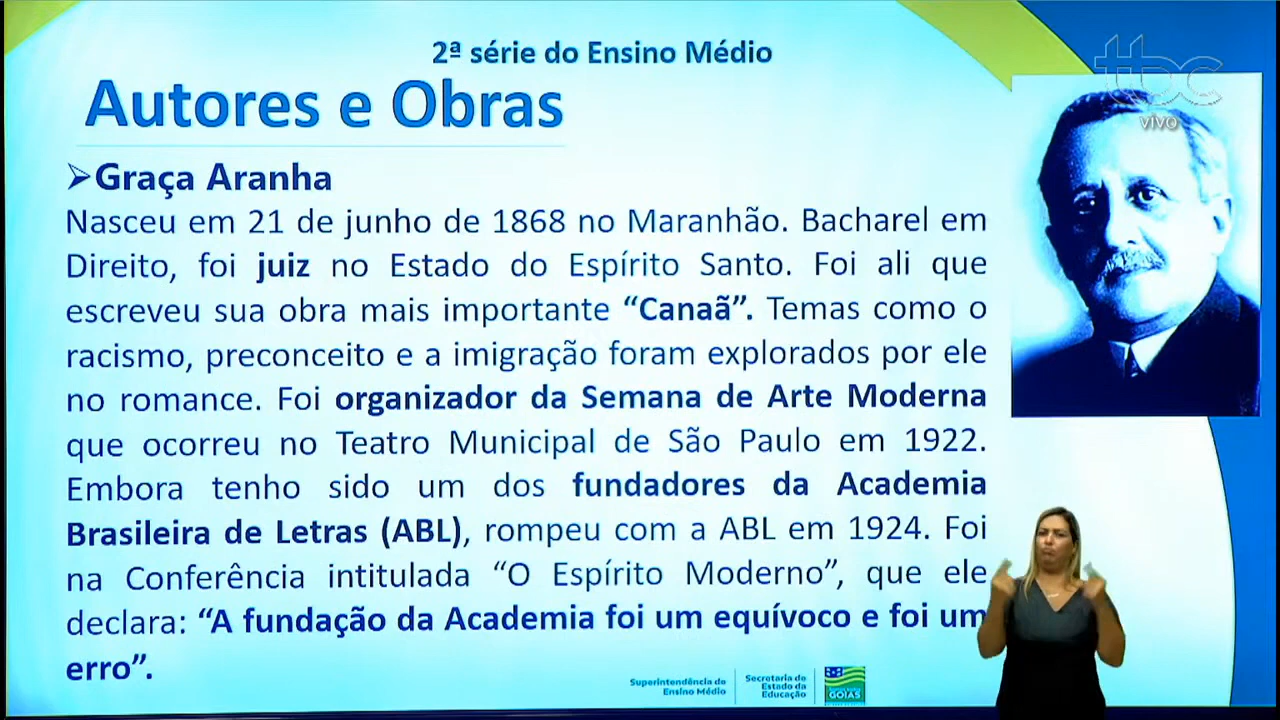 2ª série do Ensino Médio
tbc
vivo
Autores e Obras
➢Graça Aranha
Nasceu em 21 de junho de 1868 no Maranhão. Bacharel em
Direito, foi juiz no Estado do Espírito Santo. Foi ali que
escreveu sua obra mais importante “Canaã”. Temas como o
racismo, preconceito e a imigração foram explorados por ele
no romance. Foi organizador da Semana de Arte Moderna
que ocorreu no Teatro Municipal de São Paulo em 1922.
Embora tenho sido um dos fundadores da Academia
Brasileira de Letras (ABL), rompeu com a ABL em 1924. Foi
na Conferência intitulada “O Espírito Moderno”, que ele
declara: “A fundação da Academia foi um equívoco e foi um
erro”.
Superintendência de
Ensino Médio
Secretaria de
Estado da
Educação
GOIÁS